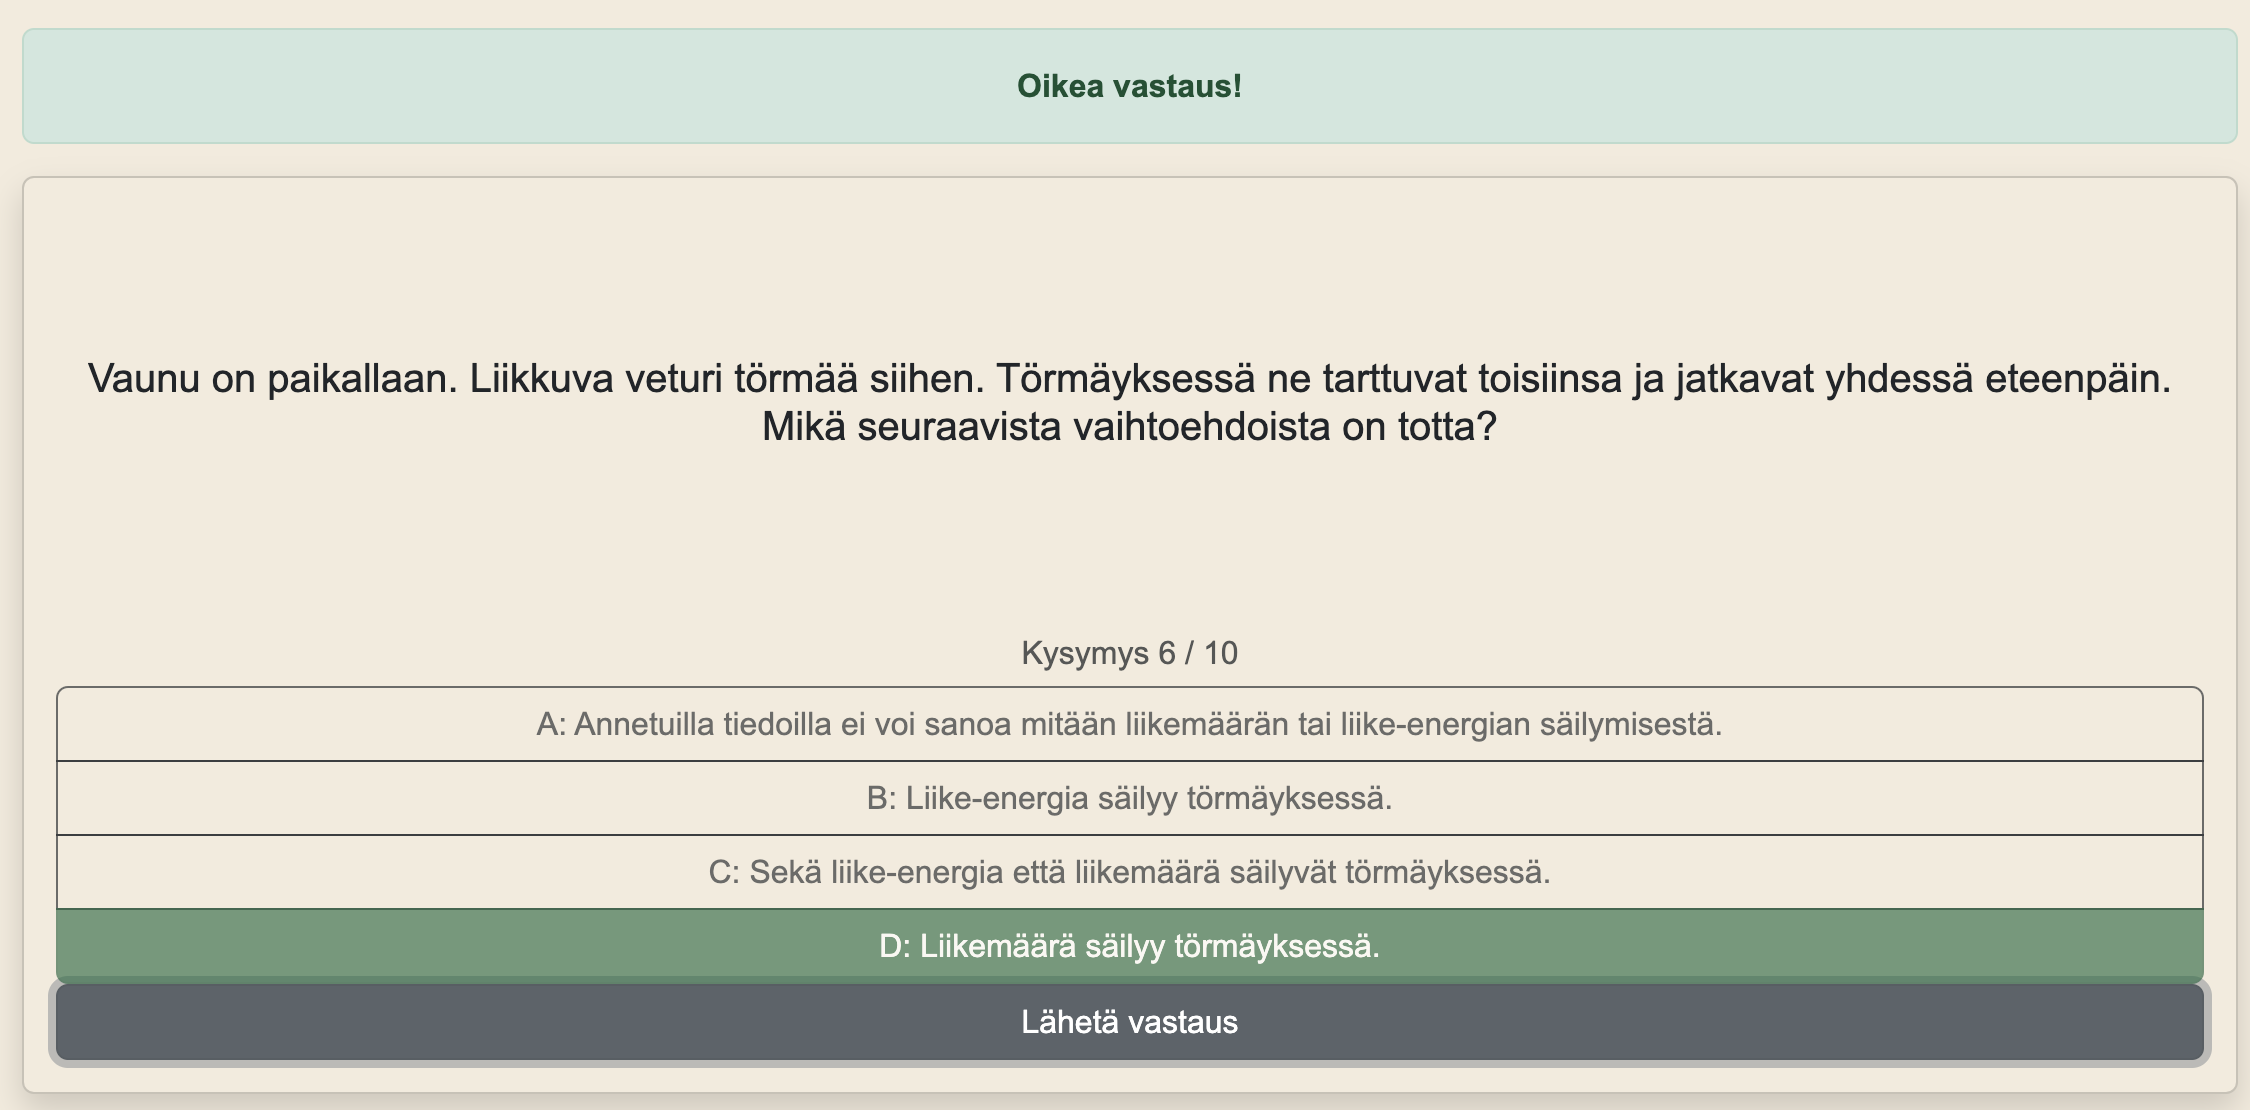 Oikea vastaus!
Vaunu on paikallaan. Liikkuva veturi törmää siihen. Törmäyksessä ne tarttuvat toisiinsa ja jatkavat yhdessä eteenpäin.
Mikä seuraavista vaihtoehdoista on totta?
Kysymys 6 / 10
A: Annetuilla tiedoilla ei voi sanoa mitään liikemäärän tai liike-energian säilymisestä.
B: Liike-energia säilyy törmäyksessä.
C: Sekä liike-energia että liikemäärä säilyvät törmäyksessä.
D: Liikemäärä säilyy törmäyksessä.
Lähetä vastaus